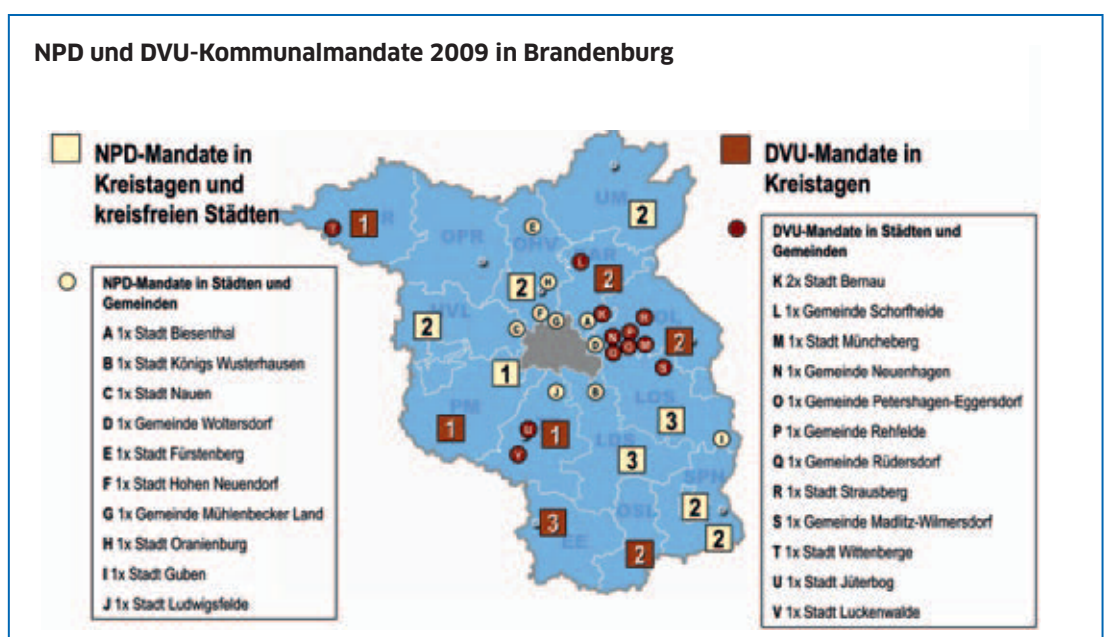 NPD und DVU-Kommunalmandate 2009 in Brandenburg
NPD-Mandate in
Kreistagen und
kreisfreien Städten
DVU-Mandate in
Kreistagen
NPD-Mandate in Städten und
Gemeinden
A 1x Stadt Biesenthal
B 1x Stadt Königs Wusterhausen
C 1x Stadt Nauen
D 1x Gemeinde Woltersdorf
E 1x Stadt Fürstenberg
F 1x Stadt Hohen Neuendorf
G 1x Gemeinde Mühlenbecker Land
H 1x Stadt Oranienburg
I 1x Stadt Guben
J 1x Stadt Ludwigsfelde
UM
2
1
OPR
E
OHV
T
L
2
H
2
HVL
2
F
G
C
A
K
D
N
M
2
S
1
J
B
LOS
3
PM
1
U
1
V
LDS
3
I
SPN
2
OSL
2
3
EE
2
DVU-Mandate in Städten und
Gemeinden
K 2x Stadt Bernau
L 1x Gemeinde Schorfheide
M 1x Stadt Müncheberg
N 1x Gemeinde Neuenhagen
O 1x Gemeinde Petershagen-Eggersdorf
P 1x Gemeinde Rehfelde
Q 1x Gemeinde Rüdersdorf
R 1x Stadt Strausberg
S 1x Gemeinde Madlitz-Wilmersdorf
T 1x Stadt Wittenberge
U 1x Stadt Jüterbog
V 1x Stadt Luckenwalde